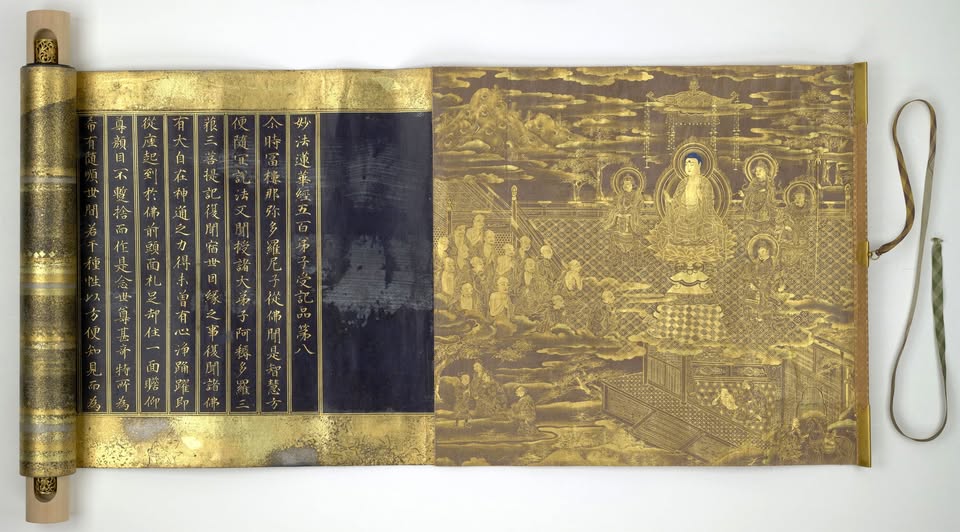 妙法蓮華經五百弟子受記品第八
尒時冨樓那弥多羅尼子從佛聞是智慧方
便隨冝說法又聞授諸大弟子阿耨多羅三
藐三菩提記復聞宿世因緣之事復聞諸佛
有大自在神通之力得未曾有心淨踊躍即
從座起到於佛前頭面礼足却住一面瞻仰
尊顔目不暫捨而作是念世尊甚奇特所為
希有隨順世間若干種性以方便知見而為